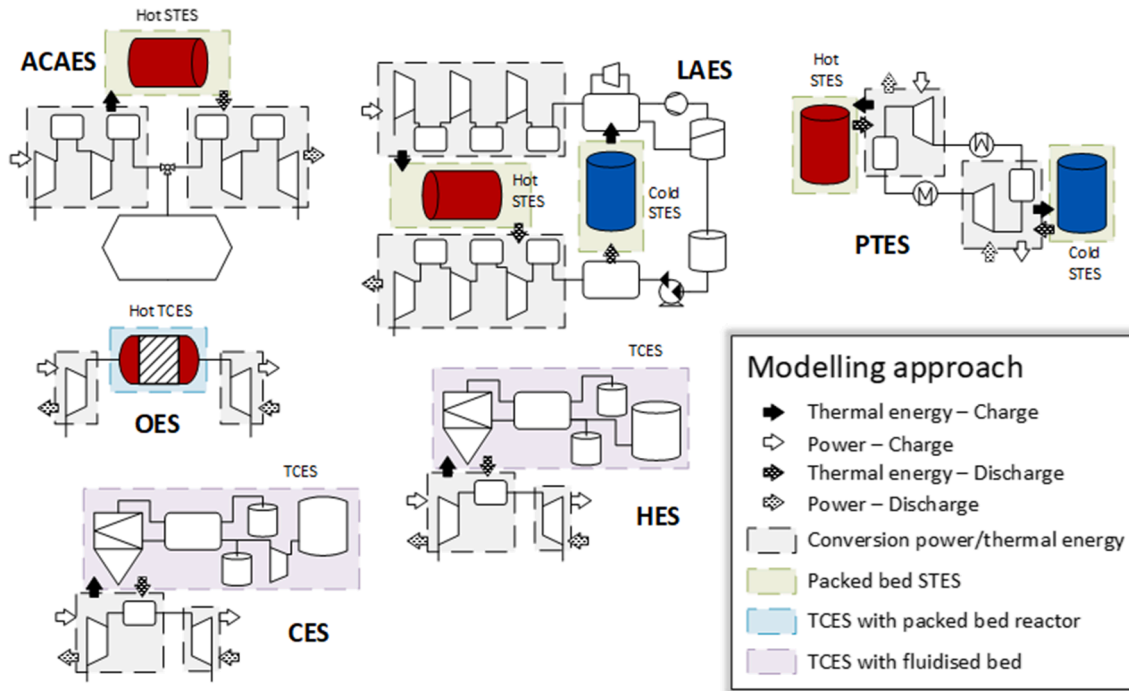 Hot STES
ACAES
LAES
Hot
STES
Cold
STES
Hot
STES
PTES
Cold
STES
M
M
Hot TCES
OES
TCES
HES
TCES
CES
Modelling approach
Thermal energy – Charge
Power – Charge
Thermal energy – Discharge
Power – Discharge
Conversion power/thermal energy
Packed bed STES
TCES with packed bed reactor
TCES with fluidised bed